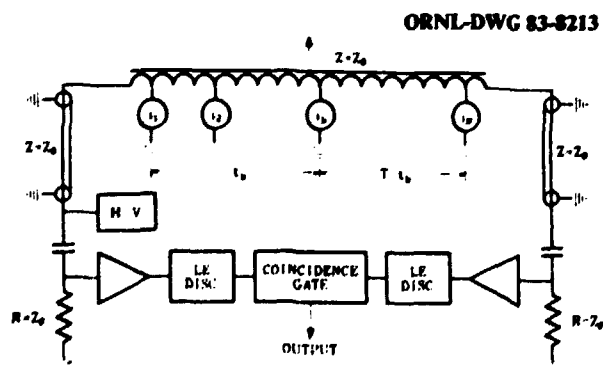 ORNL-DWG 83-8213
Z=Z₀
Z=Z₀
Z=Z₀
H V
LE DISC
COINCIDENCE GATE
LE DISC
R=Z₀
R=Z₀
OUTPUT